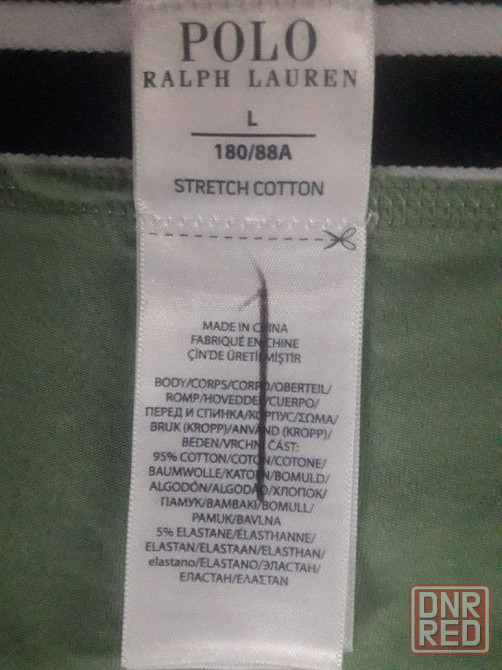 POLO
RALPH LAUREN
L
180/88A
STRETCH COTTON
MADE IN CHINA
FABRIQUÉ EN CHINE
ÇİN'DE ÜRETİLMİŞTİR
BODY/CORPS/CORPO/OBERTEIL/
ROMP/HOVEDDEL/CUERPO/
ПЕРЕД И СПИНКА/КОРПУС/ΣΩΜΑ/
BRUK (KROPP)/ANVÄND (KROPP)/
BEDEN/VRCHNÍ ČÁST:
95% COTTON/COTON/COTONE/
BAUMWOLLE/KATOEN/BOMULD/
ALGODÓN/ALGODÃO/ХЛОПОК/
ПАМУК/ΒΑΜΒΑΚΙ/BOMULL/
PAMUK/BAVLNA
5% ELASTANE/ÉLASTHANNE/
ELASTAN/ELASTAAN/ELASTHAN/
elastano/ELASTANO/ЭЛАСТАН/
ЕЛАСТАН/ΕΛΑΣΤΑΝ
DNR
RED